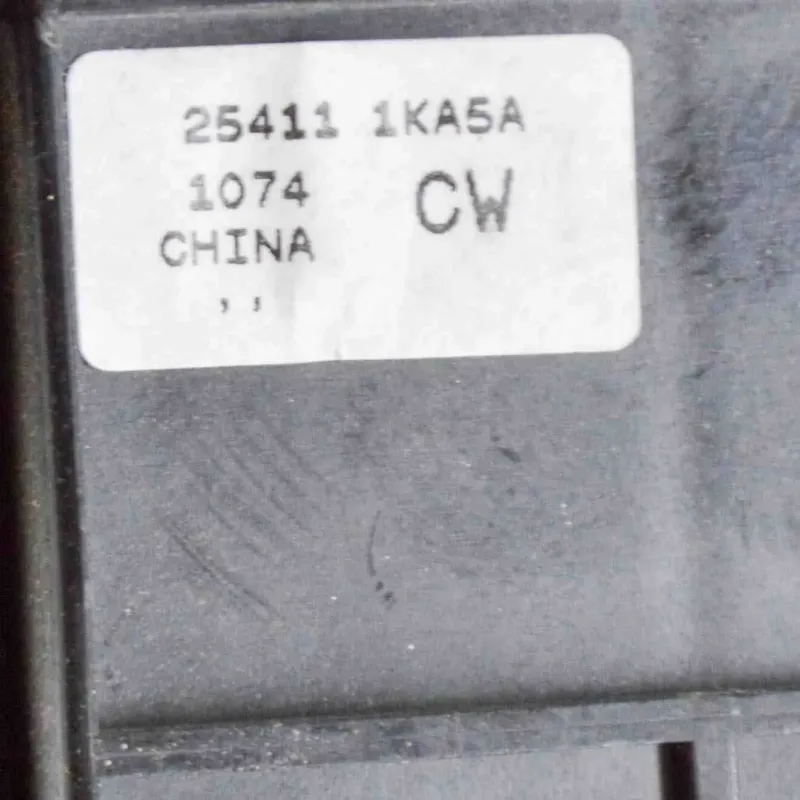 25411 1KA5A
1074 CW
CHINA
, ,